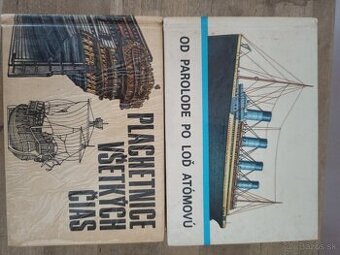 PLACHETNICE
VŠETKÝCH
ČIAS
OD PAROLODE PO LOĎ ATÓMOVÚ